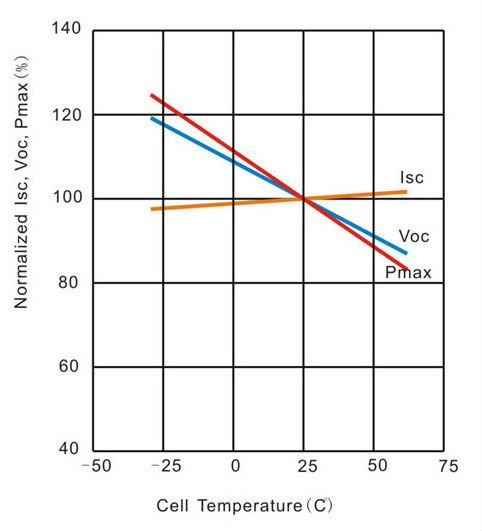 140
120
100
80
60
40
Normalized Isc, Voc, Pmax (%)
Isc
Voc
Pmax
-50 -25 0 25 50 75
Cell Temperature (C°)